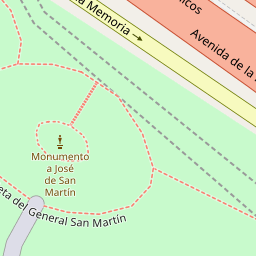 a Memoria
icos
Avenida de la
Monumento
a José
de San
Martín
eta del General San Martín